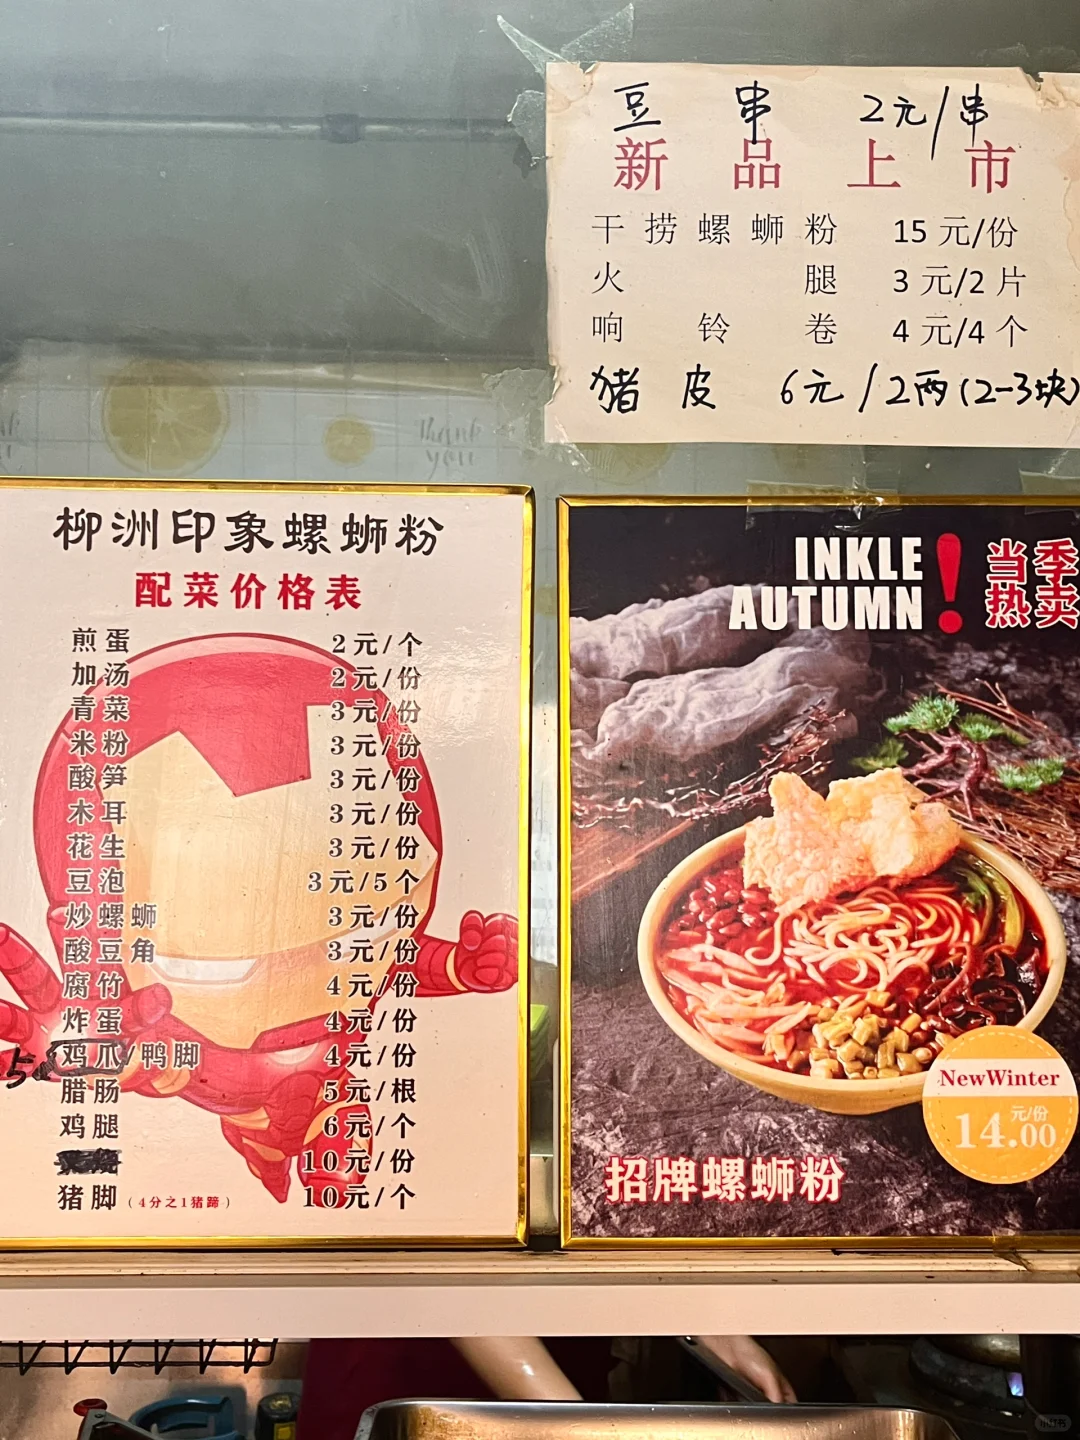 豆串 2元/串
新品上市
干捞螺蛳粉 15元/份
火腿 3元/2片
响铃卷 4元/4个
猪皮 6元/2两(2-3块)
thank you
柳洲印象螺蛳粉
配菜价格表
煎蛋 2元/个
加汤 2元/份
青菜 3元/份
米粉 3元/份
酸笋 3元/份
木耳 3元/份
花生 3元/份
豆泡 3元/5个
炒螺蛳 3元/份
酸豆角 3元/份
腐竹 4元/份
炸蛋 4元/份
5 鸡爪/鸭脚 4元/份
腊肠 5元/根
鸡腿 6元/个
10元/份
猪脚(4分之1猪蹄) 10元/个
INKLE
AUTUMN!
当季
热卖
NewWinter
14.00元/份
招牌螺蛳粉
小红书